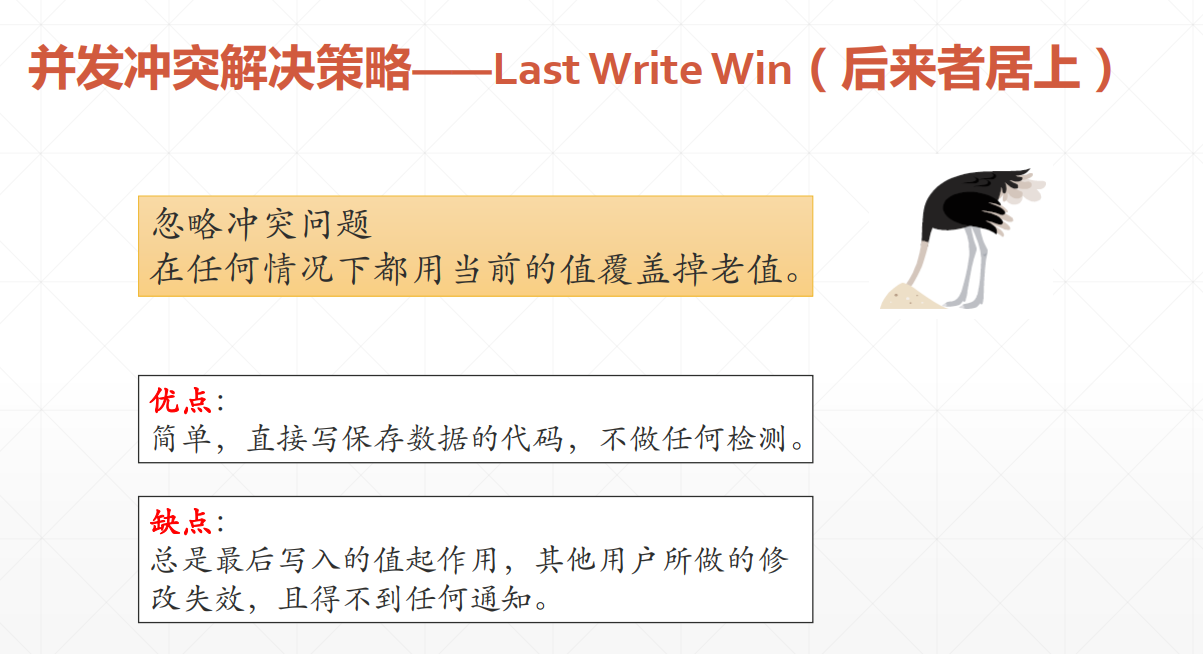 并发冲突解决策略——Last Write Win（后来者居上）
忽略冲突问题
在任何情况下都用当前的值覆盖掉老值。
优点：
简单，直接写保存数据的代码，不做任何检测。
缺点：
总是最后写入的值起作用，其他用户所做的修
改失效，且得不到任何通知。